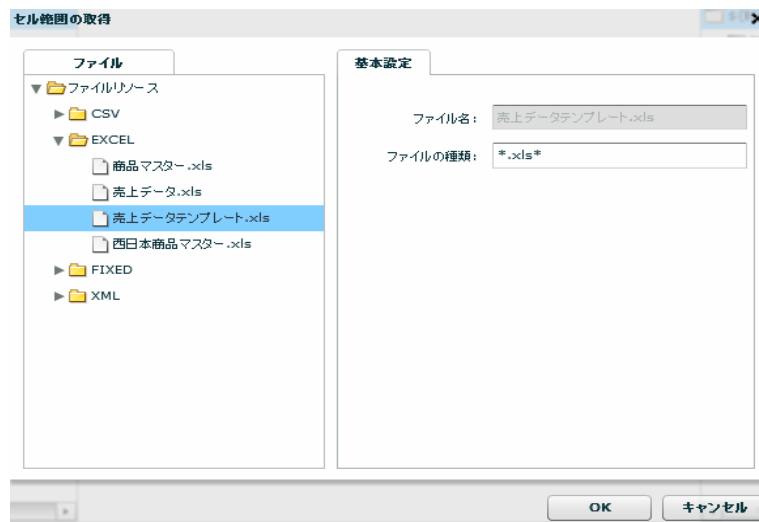 セル範囲の取得
ファイル
ファイルリソース
CSV
EXCEL
商品マスター.xls
売上データ.xls
売上データテンプレート.xls
西日本商品マスター.xls
FIXED
XML
基本設定
ファイル名: 売上データテンプレート.xls
ファイルの種類: *.xls*
OK
キャンセル